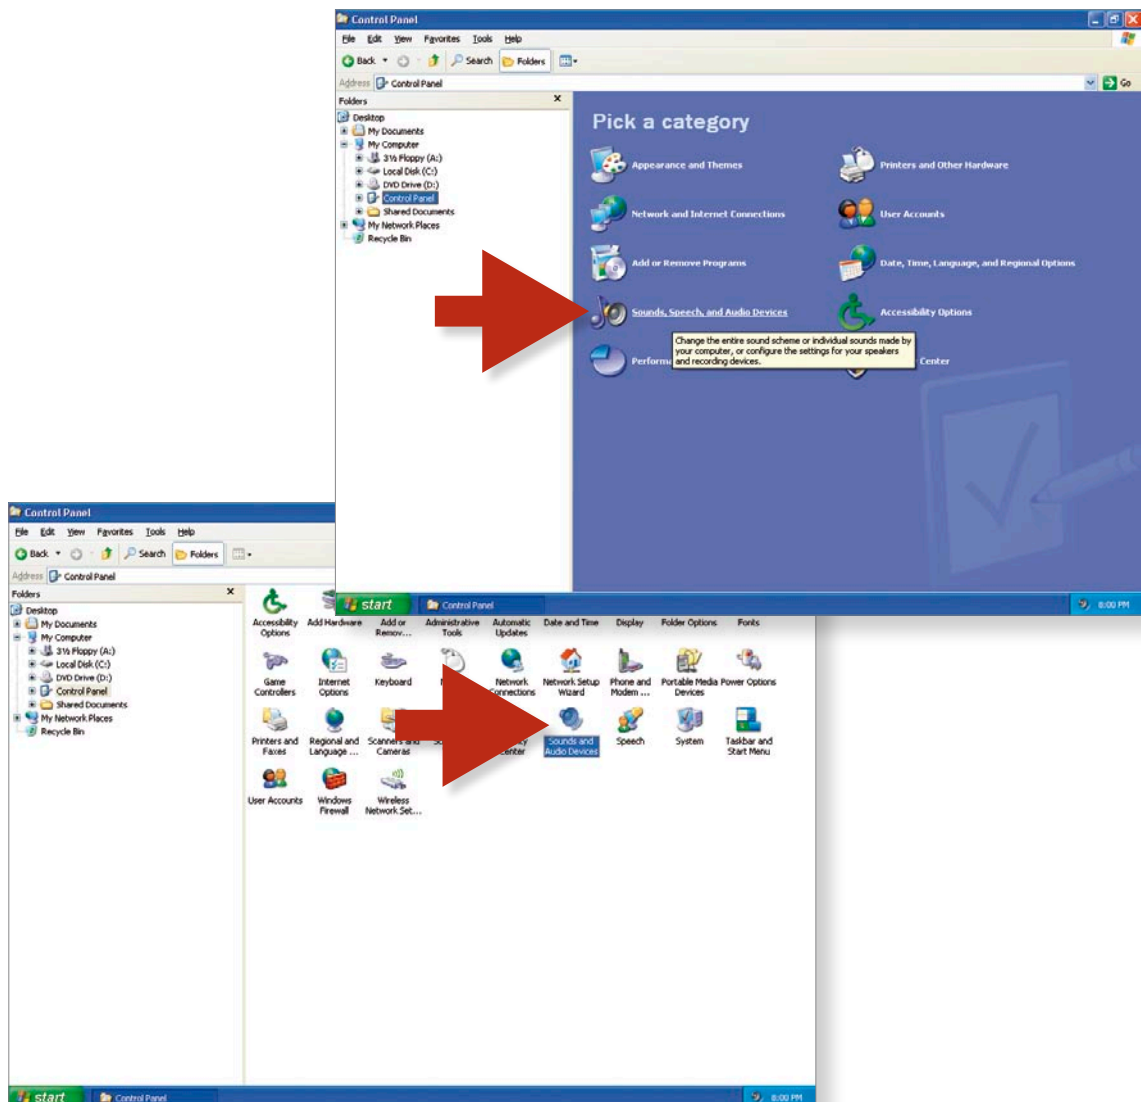 Control Panel
File Edit View Favorites Tools Help
Back Search Folders
Address Control Panel Go
Folders X
Desktop
My Documents
My Computer
3½ Floppy (A:)
Local Disk (C:)
DVD Drive (D:)
Control Panel
Shared Documents
My Network Places
Recycle Bin
Pick a category
Appearance and Themes
Printers and Other Hardware
Network and Internet Connections
User Accounts
Add or Remove Programs
Date, Time, Language, and Regional Options
Sounds, Speech, and Audio Devices
Accessibility Options
Change the entire sound scheme or individual sounds made by
your computer, or configure the settings for your speakers
and recording devices.
Center
start Control Panel 8:00 PM
Control Panel
File Edit View Favorites Tools Help
Back Search Folders
Address Control Panel
Folders X
Desktop
My Documents
My Computer
3½ Floppy (A:)
Local Disk (C:)
DVD Drive (D:)
Control Panel
Shared Documents
My Network Places
Recycle Bin
Accessibility Add Hardware Add or Administrative Automatic Date and Time Display Folder Options Fonts
Options Remov... Tools Updates
Game Internet Keyboard Network Network Setup Phone and Portable Media Power Options
Controllers Options Connections Wizard Modem ... Devices
Printers and Regional and Scanners and Sounds and Speech System Taskbar and
Faxes Language ... Cameras Center Audio Devices Start Menu
User Accounts Windows Wireless
Firewall Network Set...
start Control Panel 8:00 PM